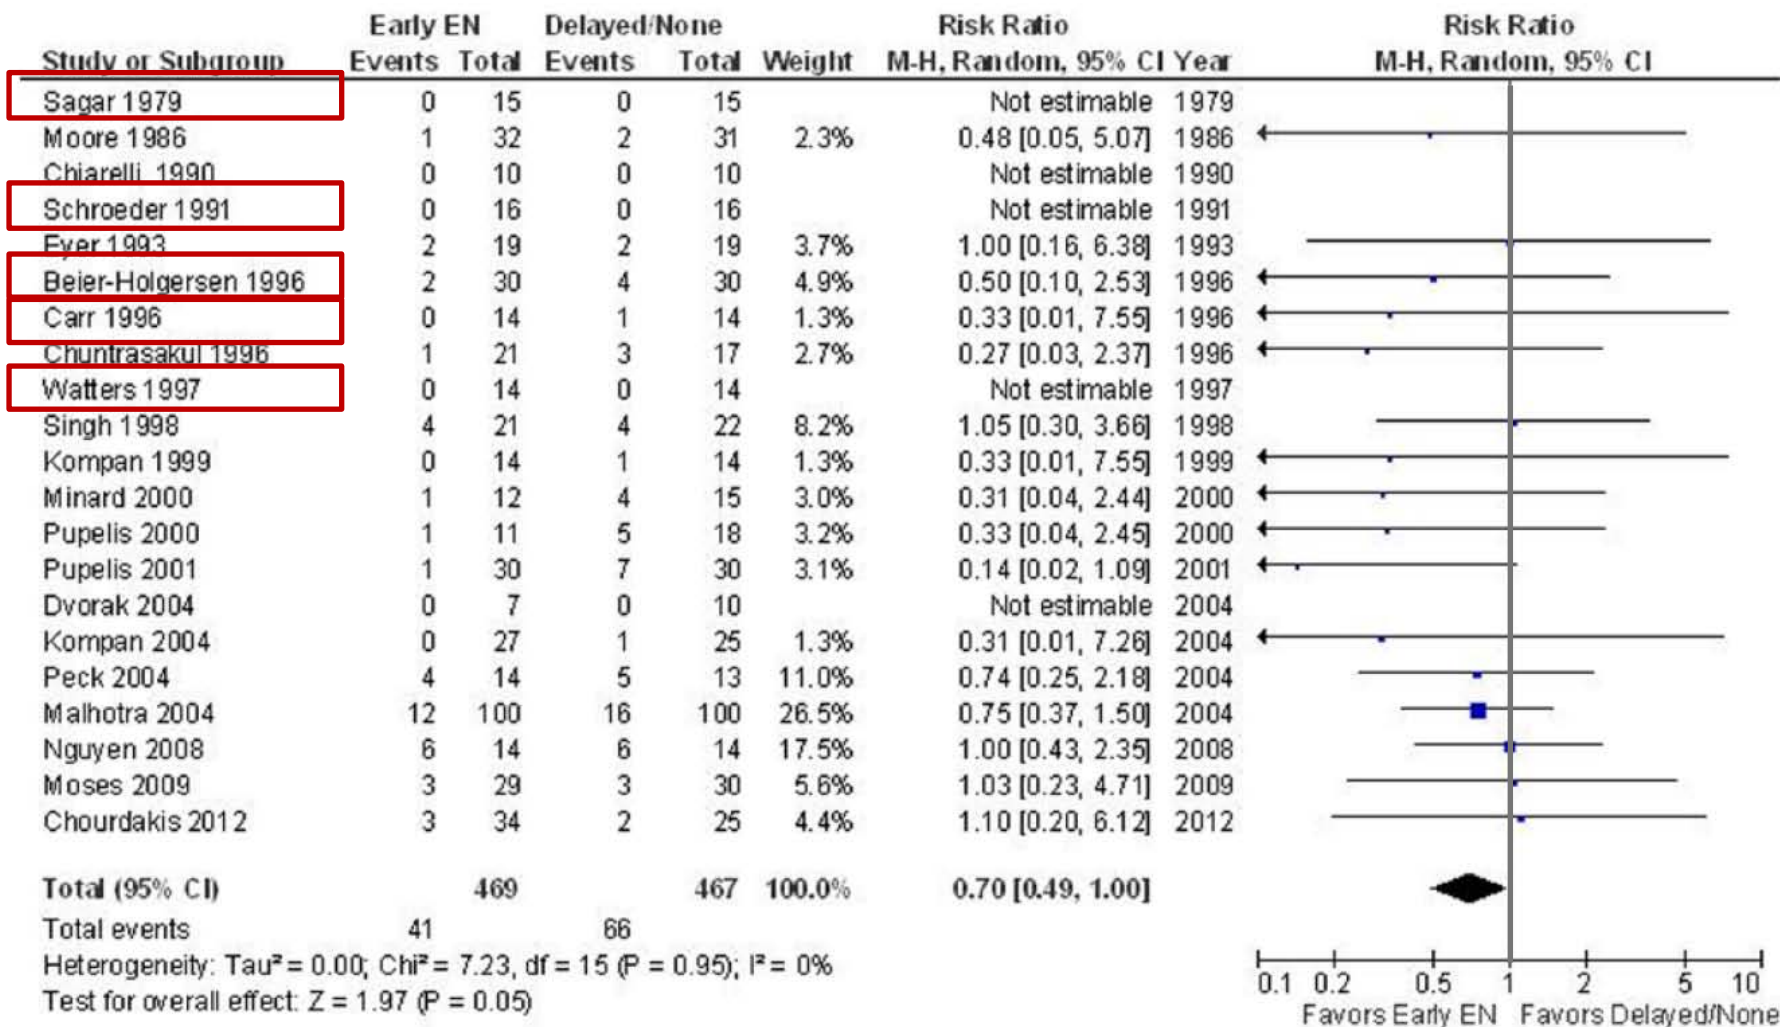 Early EN Delayed/None Risk Ratio Risk Ratio
Study or Subgroup Events Total Events Total Weight M-H, Random, 95% CI Year M-H, Random, 95% CI
Sagar 1979 0 15 0 15 Not estimable 1979
Moore 1986 1 32 2 31 2.3% 0.48 [0.05, 5.07] 1986
Chiarelli 1990 0 10 0 10 Not estimable 1990
Schroeder 1991 0 16 0 16 Not estimable 1991
Eyer 1993 2 19 2 19 3.7% 1.00 [0.16, 6.38] 1993
Beier-Holgersen 1996 2 30 4 30 4.9% 0.50 [0.10, 2.53] 1996
Carr 1996 0 14 1 14 1.3% 0.33 [0.01, 7.55] 1996
Chuntrasakul 1996 1 21 3 17 2.7% 0.27 [0.03, 2.37] 1996
Watters 1997 0 14 0 14 Not estimable 1997
Singh 1998 4 21 4 22 8.2% 1.05 [0.30, 3.66] 1998
Kompan 1999 0 14 1 14 1.3% 0.33 [0.01, 7.55] 1999
Minard 2000 1 12 4 15 3.0% 0.31 [0.04, 2.44] 2000
Pupelis 2000 1 11 5 18 3.2% 0.33 [0.04, 2.45] 2000
Pupelis 2001 1 30 7 30 3.1% 0.14 [0.02, 1.09] 2001
Dvorak 2004 0 7 0 10 Not estimable 2004
Kompan 2004 0 27 1 25 1.3% 0.31 [0.01, 7.26] 2004
Peck 2004 4 14 5 13 11.0% 0.74 [0.25, 2.18] 2004
Malhotra 2004 12 100 16 100 26.5% 0.75 [0.37, 1.50] 2004
Nguyen 2008 6 14 6 14 17.5% 1.00 [0.43, 2.35] 2008
Moses 2009 3 29 3 30 5.6% 1.03 [0.23, 4.71] 2009
Chourdakis 2012 3 34 2 25 4.4% 1.10 [0.20, 6.12] 2012
Total (95% CI) 469 467 100.0% 0.70 [0.49, 1.00]
Total events 41 66
Heterogeneity: Tau² = 0.00; Chi² = 7.23, df = 15 (P = 0.95); I² = 0%
Test for overall effect: Z = 1.97 (P = 0.05)
0.1 0.2 0.5 1 2 5 10
Favors Early EN Favors Delayed/None